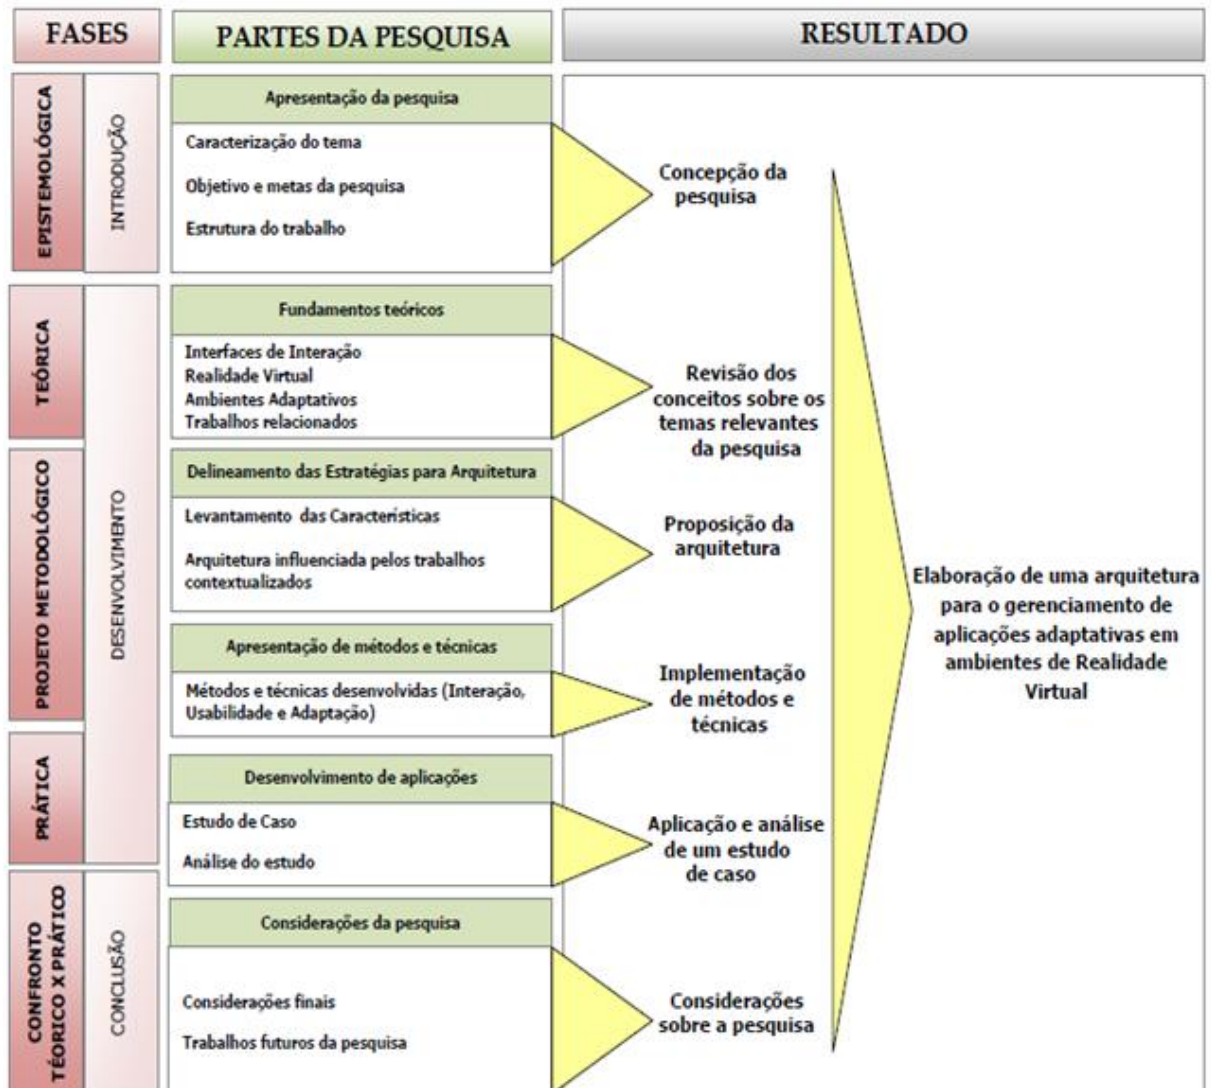 FASES
PARTES DA PESQUISA
RESULTADO
EPISTEMOLÓGICA
INTRODUÇÃO
Apresentação da pesquisa
Caracterização do tema
Objetivo e metas da pesquisa
Estrutura do trabalho
Concepção da
pesquisa
TEÓRICA
DESENVOLVIMENTO
Fundamentos teóricos
Interfaces de Interação
Realidade Virtual
Ambientes Adaptativos
Trabalhos relacionados
Revisão dos
conceitos sobre os
temas relevantes
da pesquisa
PROJETO METODOLÓGICO
Delineamento das Estratégias para Arquitetura
Levantamento das Características
Arquitetura influenciada pelos trabalhos
contextualizados
Proposição da
arquitetura
Apresentação de métodos e técnicas
Métodos e técnicas desenvolvidas (Interação,
Usabilidade e Adaptação)
Implementação
de métodos e
técnicas
PRÁTICA
Desenvolvimento de aplicações
Estudo de Caso
Análise do estudo
Aplicação e análise
de um estudo
de caso
CONFRONTO
TÉORICO X PRÁTICO
CONCLUSÃO
Considerações da pesquisa
Considerações finais
Trabalhos futuros da pesquisa
Considerações
sobre a pesquisa
Elaboração de uma arquitetura
para o gerenciamento de
aplicações adaptativas em
ambientes de Realidade
Virtual